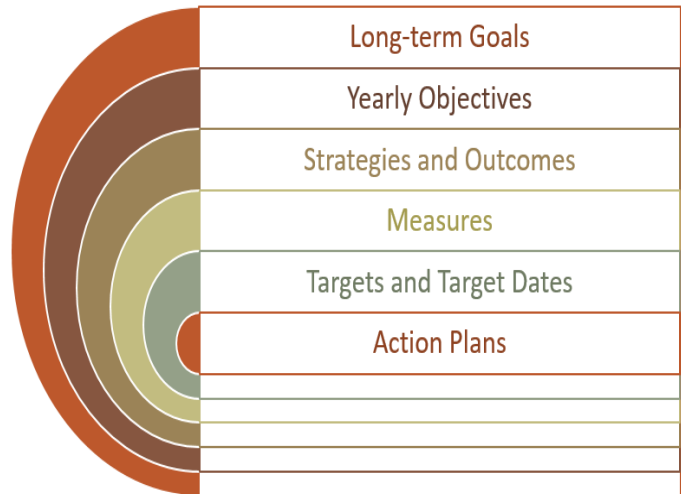 Long-term Goals
Yearly Objectives
Strategies and Outcomes
Measures
Targets and Target Dates
Action Plans